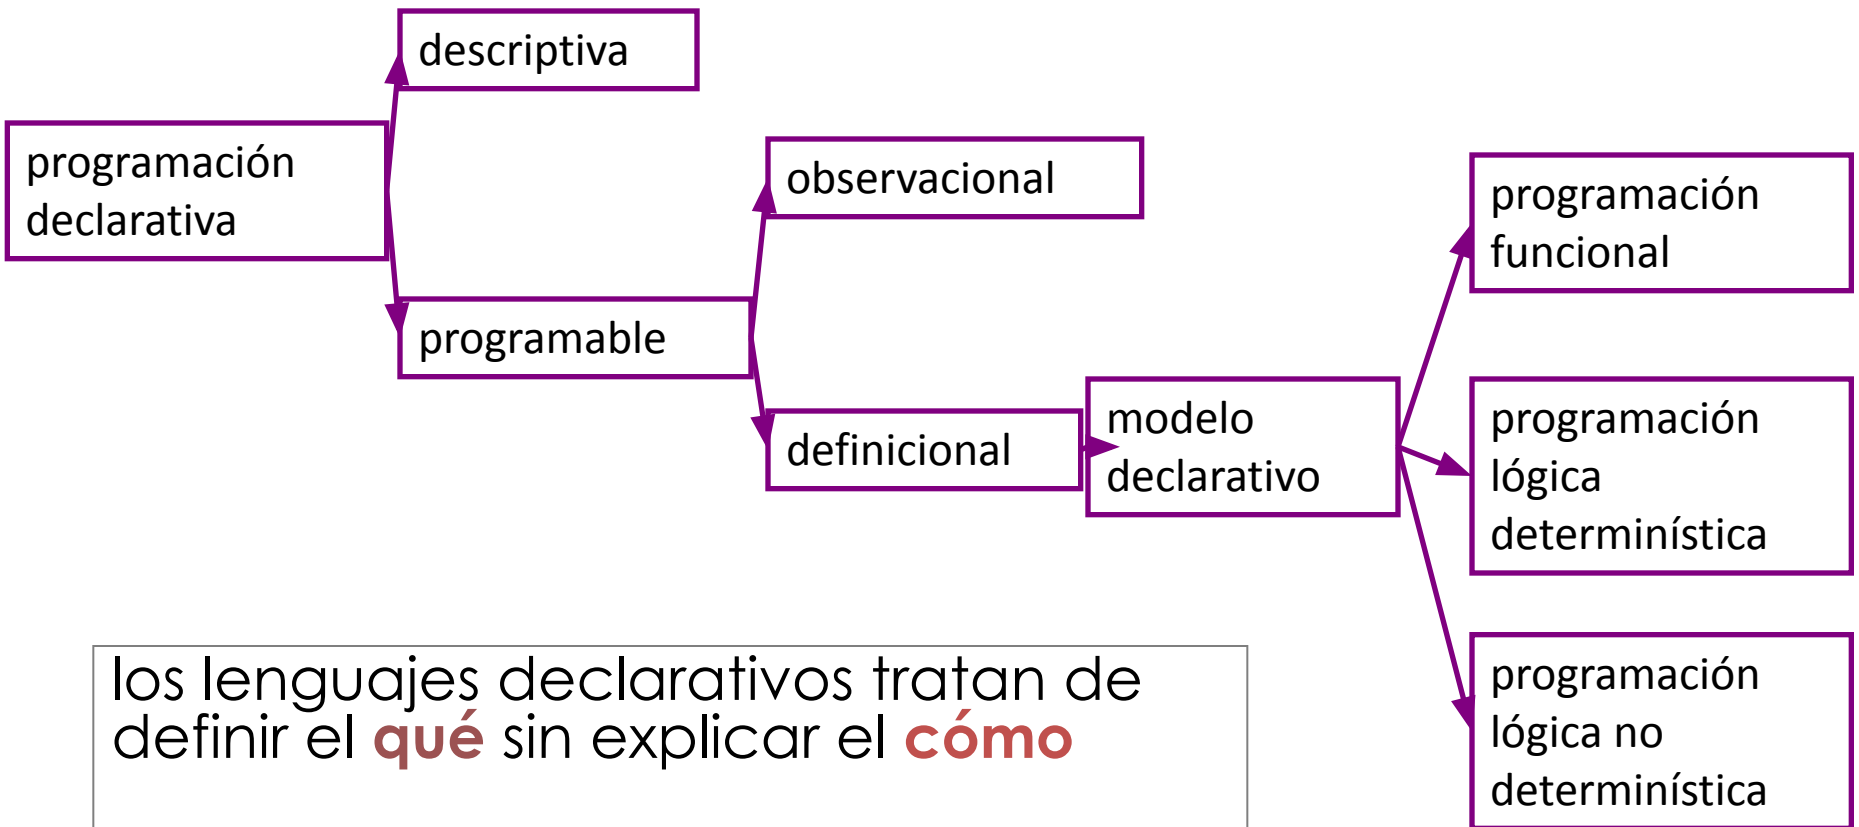 descriptiva
programación
declarativa
observacional
programable
definicional
modelo
declarativo
programación
funcional
programación
lógica
determinística
programación
lógica no
determinística
los lenguajes declarativos tratan de
definir el qué sin explicar el cómo